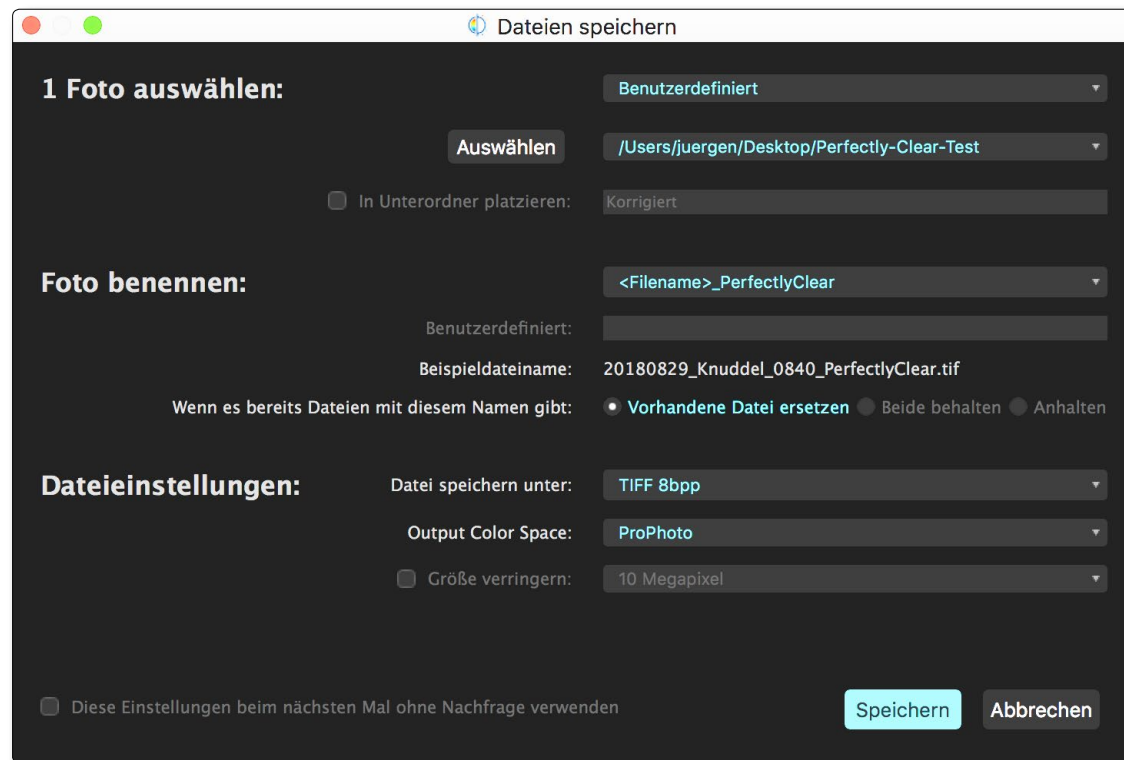 Dateien speichern
1 Foto auswählen: Benutzerdefiniert
Auswählen /Users/juergen/Desktop/Perfectly-Clear-Test
In Unterordner platzieren: Korrigiert
Foto benennen: <Filename>_PerfectlyClear
Benutzerdefiniert:
Beispieldateiname: 20180829_Knuddel_0840_PerfectlyClear.tif
Wenn es bereits Dateien mit diesem Namen gibt: Vorhandene Datei ersetzen Beide behalten Anhalten
Dateieinstellungen: Datei speichern unter: TIFF 8bpp
Output Color Space: ProPhoto
Größe verringern: 10 Megapixel
Diese Einstellungen beim nächsten Mal ohne Nachfrage verwenden Speichern Abbrechen